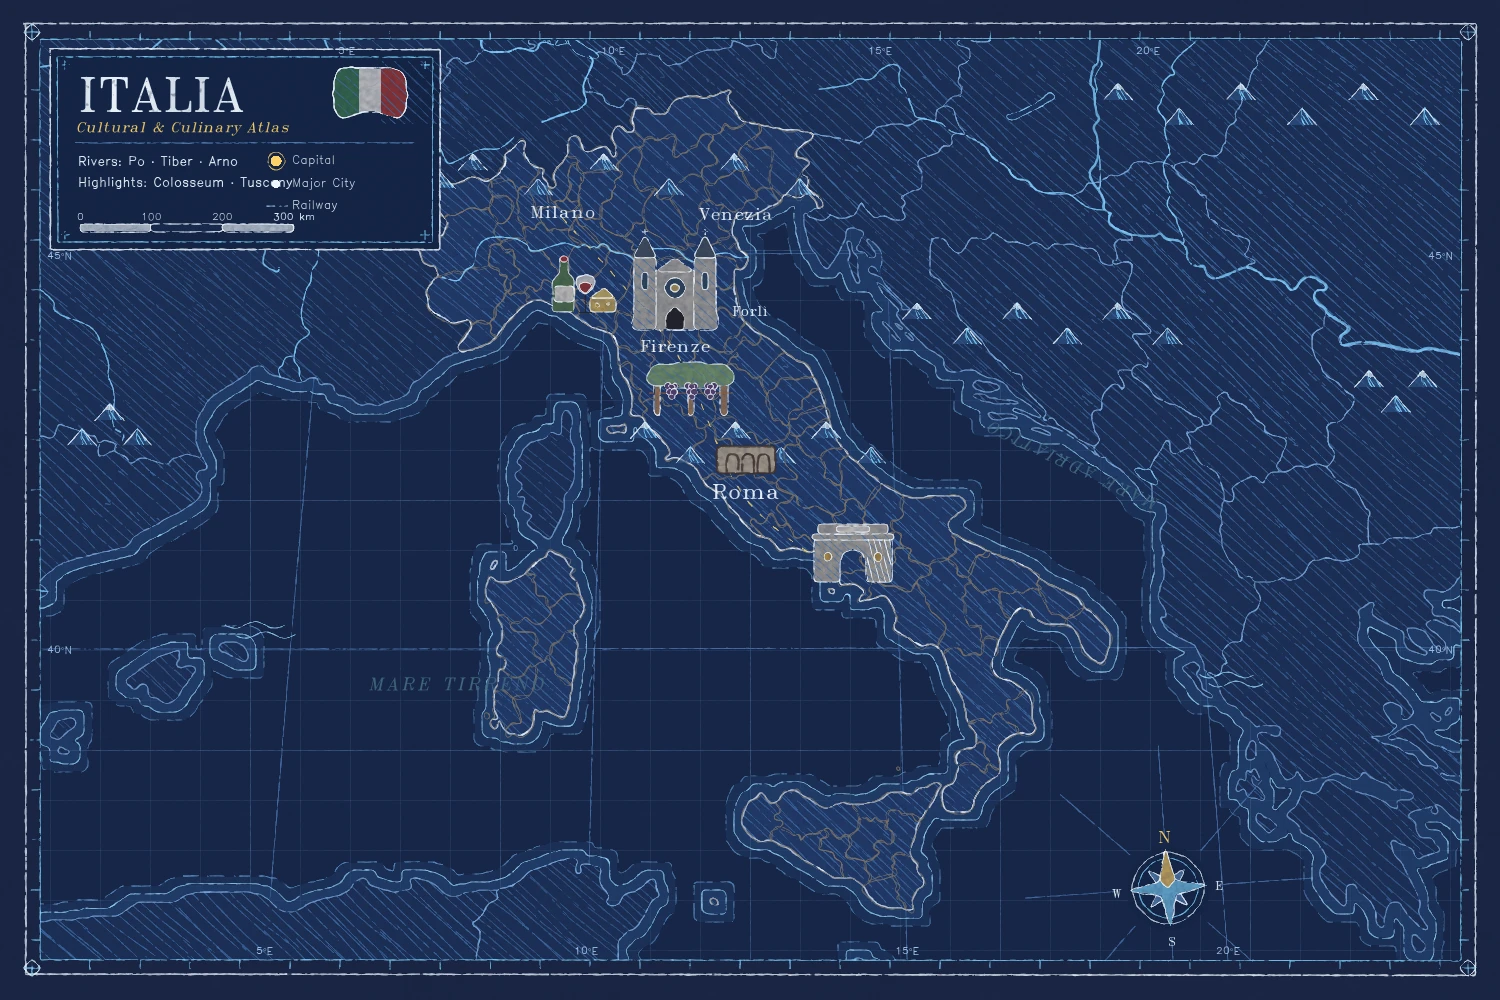 5°E
10°E
15°E
20°E
ITALIA
Cultural & Culinary Atlas
Rivers: Po · Tiber · Arno
Capital
Highlights: Colosseum · Tuscany
Major City
Railway
0 100 200 300 km
Milano
Venezia
45°N
45°N
Forlì
Firenze
MARE ADRIATICO
Roma
40°N
40°N
MARE TIRRENO
N
W
E
S
5°E
10°E
15°E
20°E